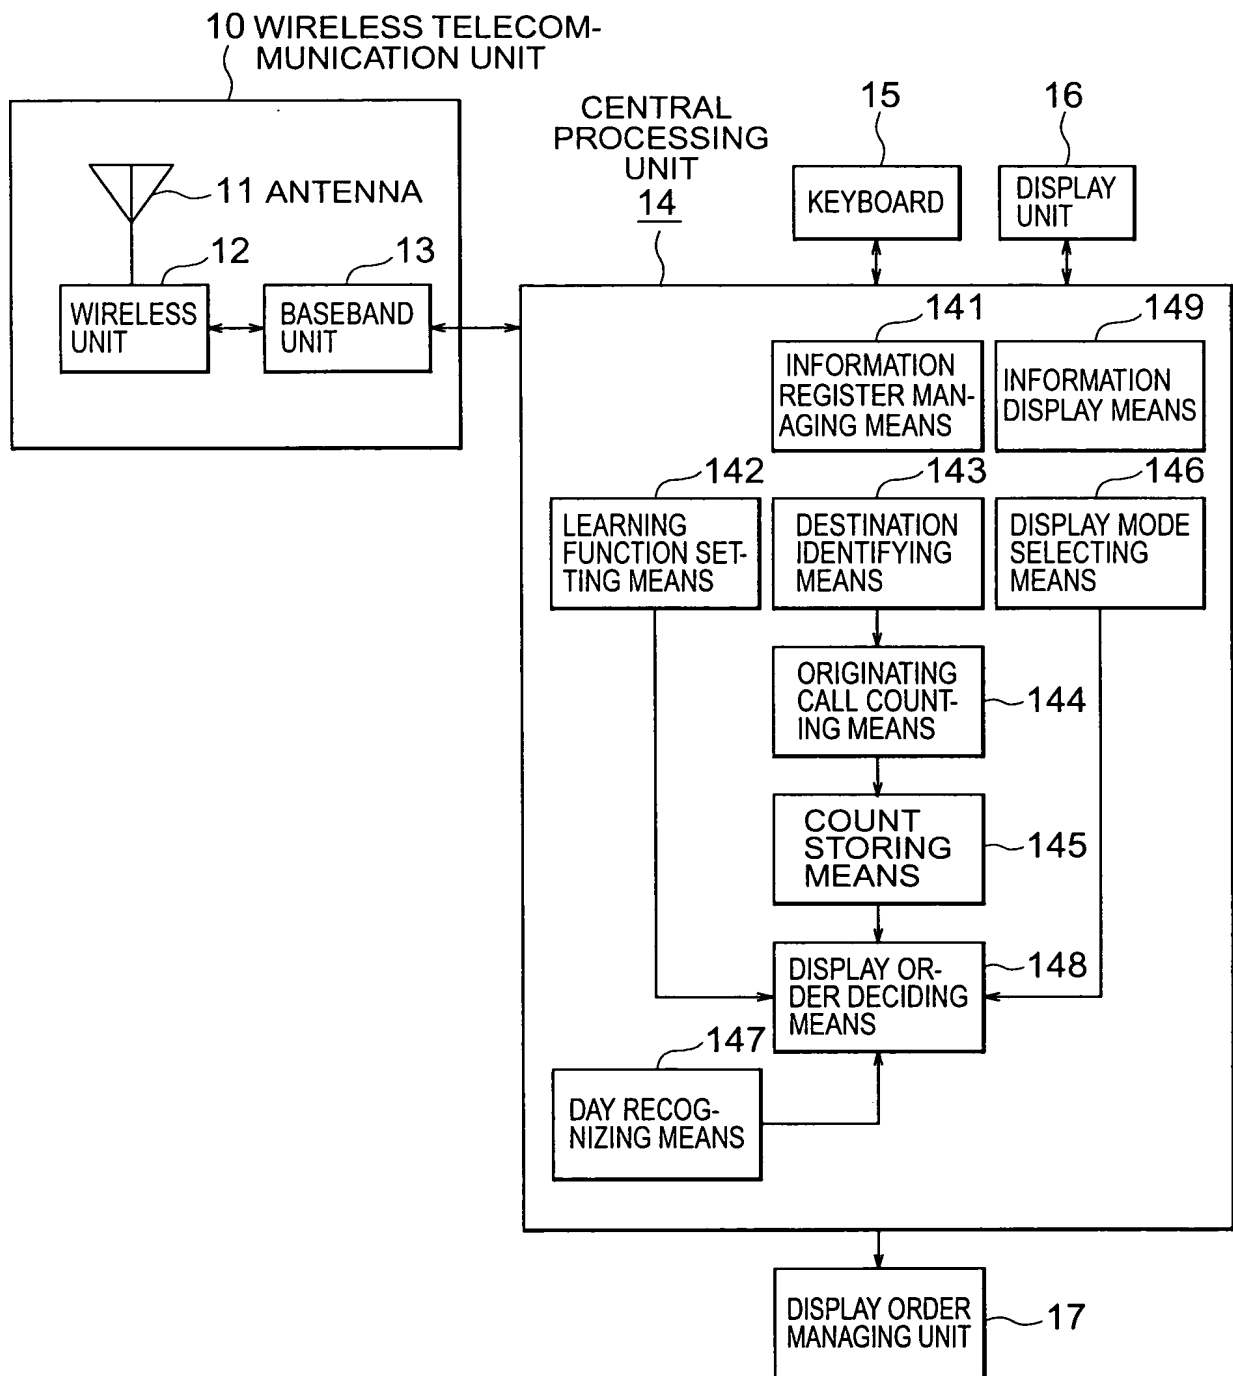 10 WIRELESS TELECOM-
MUNICATION UNIT
11 ANTENNA
12
13
WIRELESS
UNIT
BASEBAND
UNIT
CENTRAL
PROCESSING
UNIT
14
15
KEYBOARD
16
DISPLAY
UNIT
141
INFORMATION
REGISTER MAN-
AGING MEANS
149
INFORMATION
DISPLAY MEANS
142
LEARNING
FUNCTION SET-
TING MEANS
143
DESTINATION
IDENTIFYING
MEANS
146
DISPLAY MODE
SELECTING
MEANS
ORIGINATING
CALL COUNT-
ING MEANS
144
COUNT
STORING
MEANS
145
DISPLAY OR-
DER DECIDING
MEANS
148
147
DAY RECOG-
NIZING MEANS
DISPLAY ORDER
MANAGING UNIT
17